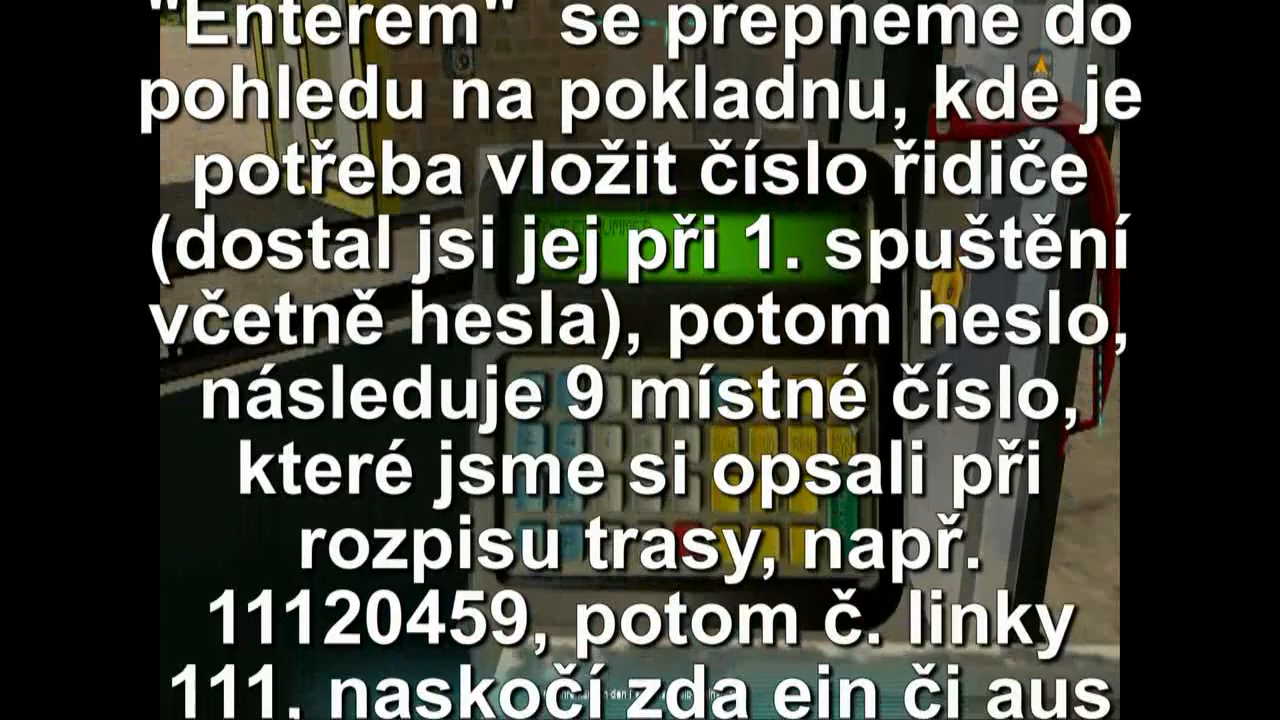 "Enterem" se přepneme do
pohledu na pokladnu, kde je
potřeba vložit číslo řidiče
(dostal jsi jej při 1. spuštění
včetně hesla), potom heslo,
následuje 9 místné číslo,
které jsme si opsali při
rozpisu trasy, např.
11120459, potom č. linky
111, naskočí zda ein či aus